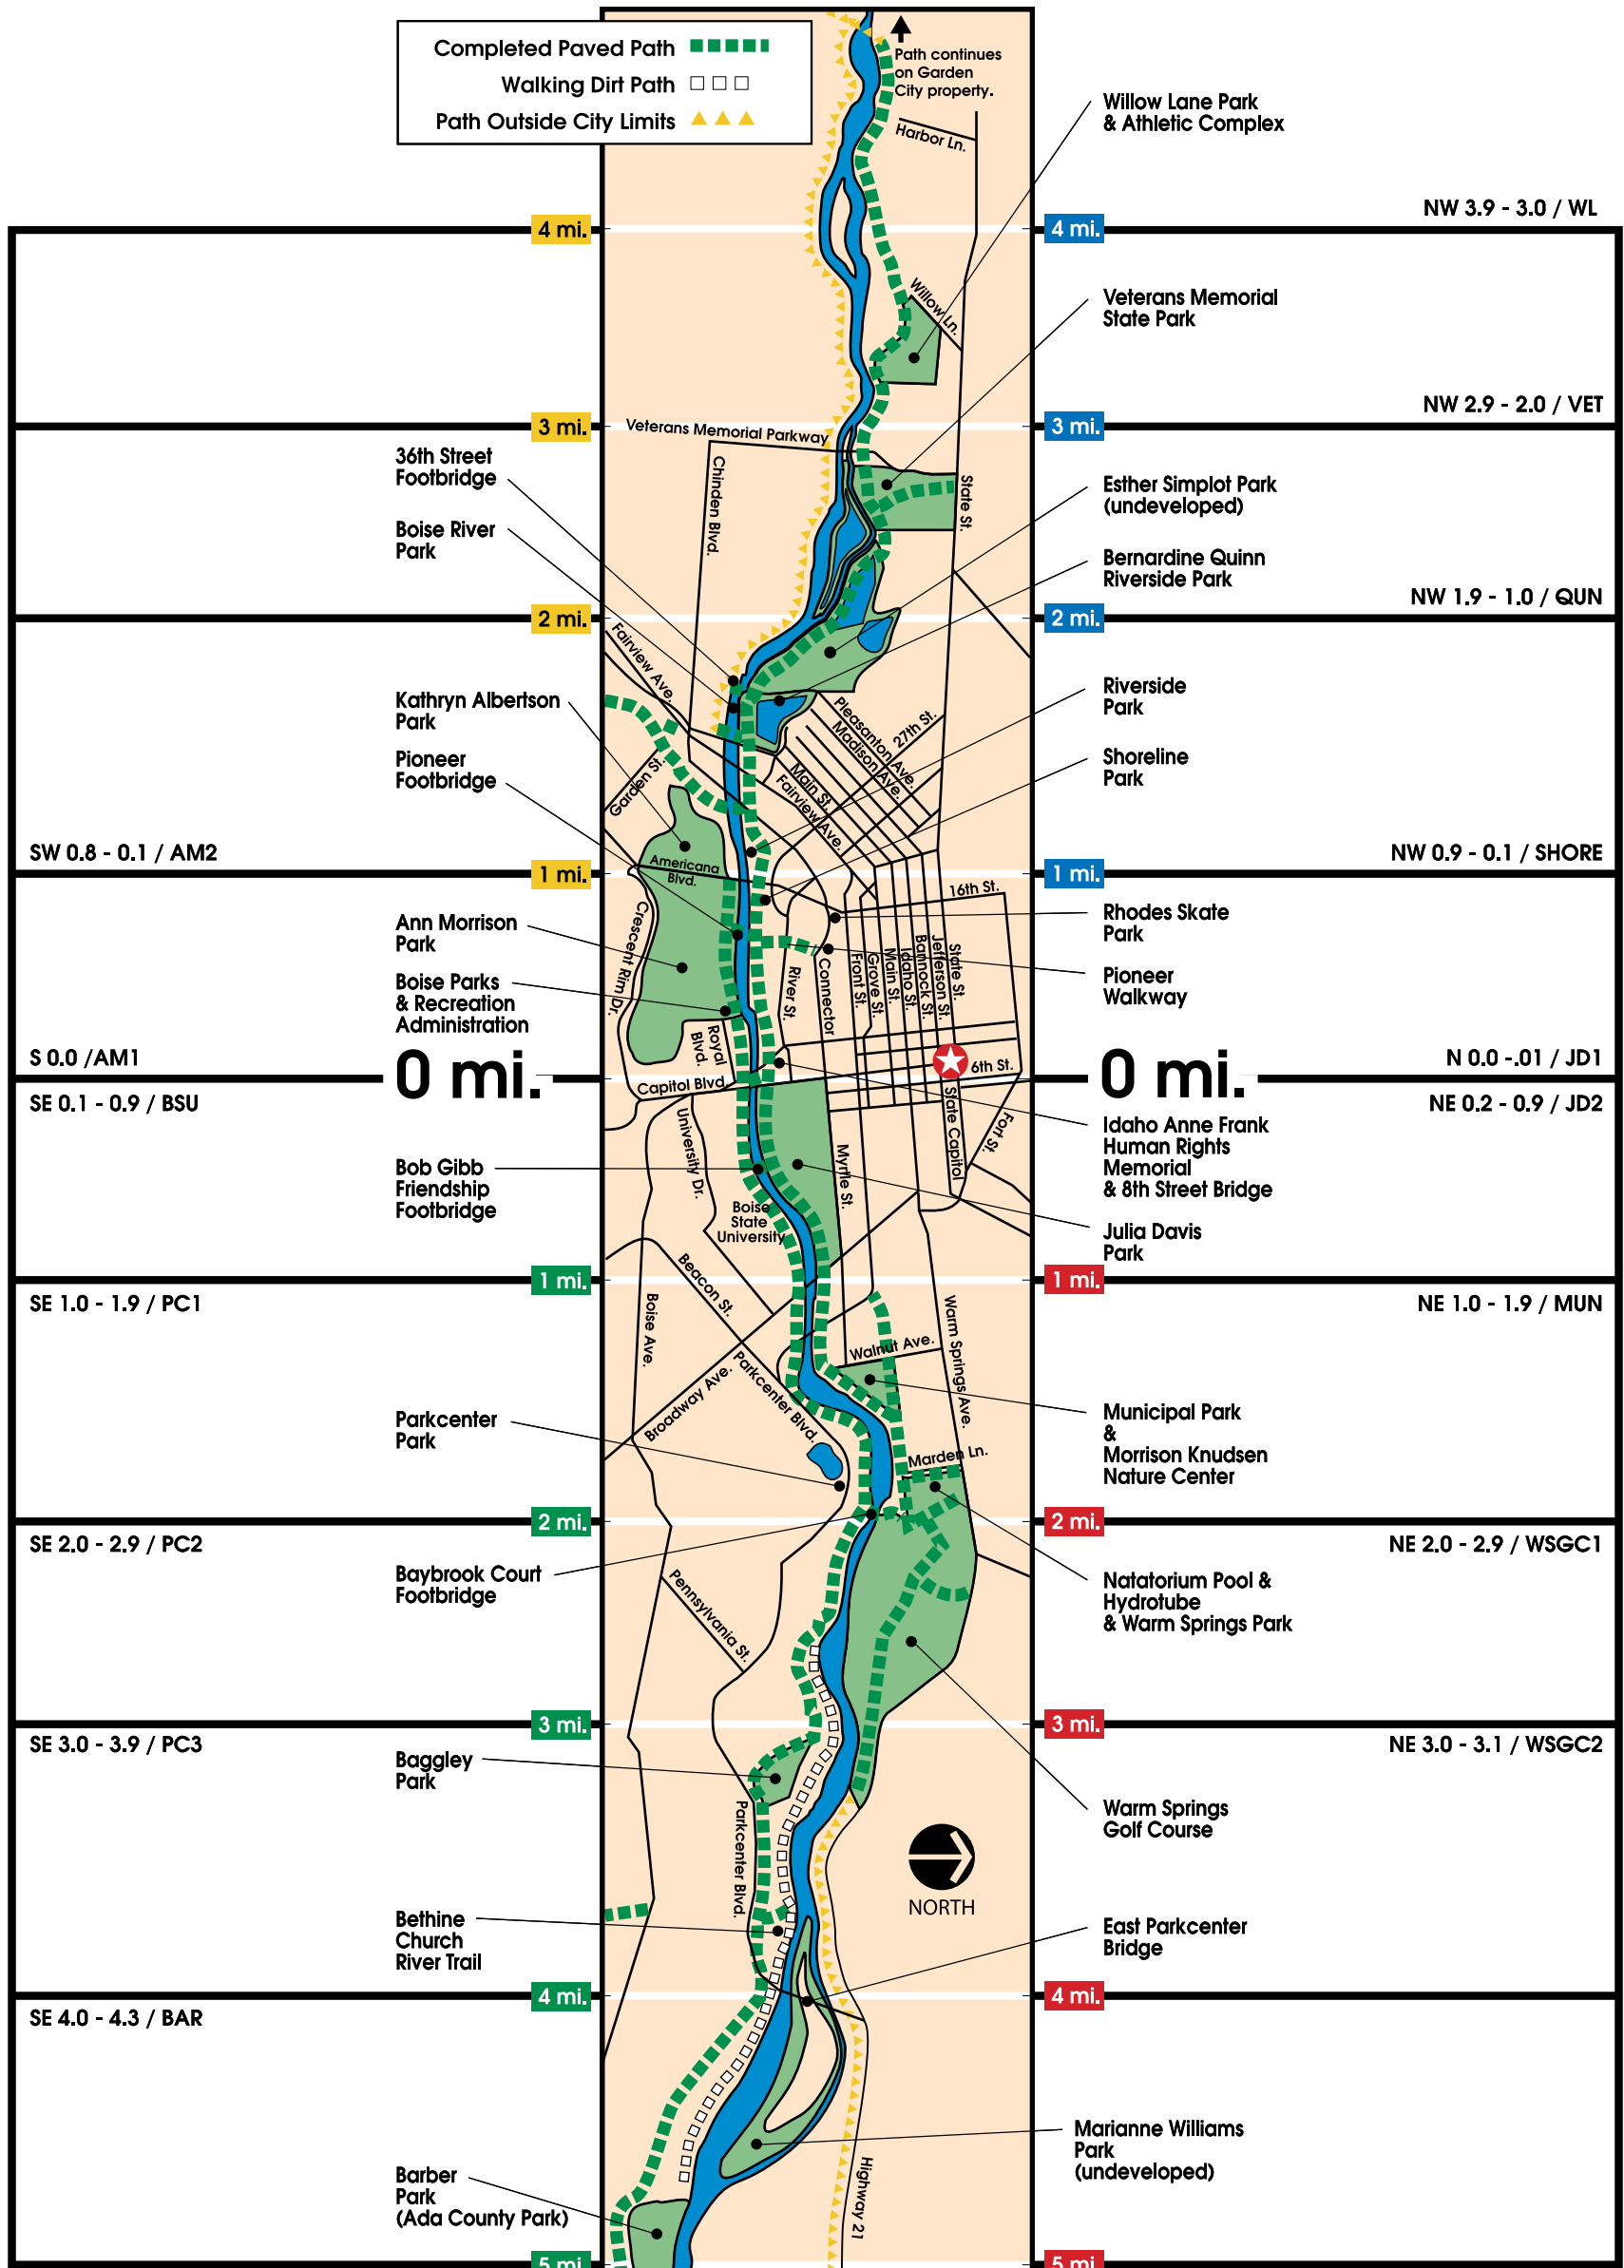 Completed Paved Path
Walking Dirt Path
Path Outside City Limits
Path continues
on Garden
City property.
Harbor Ln.
Willow Lane Park
& Athletic Complex
NW 3.9 - 3.0 / WL
4 mi.
4 mi.
Willow Ln.
Veterans Memorial
State Park
NW 2.9 - 2.0 / VET
3 mi.
3 mi.
Veterans Memorial Parkway
Chinden Blvd.
State St.
36th Street
Footbridge
Boise River
Park
Esther Simplot Park
(undeveloped)
Bernardine Quinn
Riverside Park
NW 1.9 - 1.0 / QUN
2 mi.
2 mi.
Fairview Ave.
Kathryn Albertson
Park
Pioneer
Footbridge
Riverside
Park
Shoreline
Park
Pleasanton Ave.
Madison Ave.
27th St.
Main St.
Fairview Ave.
Garden St.
SW 0.8 - 0.1 / AM2
NW 0.9 - 0.1 / SHORE
1 mi.
1 mi.
Americana
Blvd.
16th St.
Ann Morrison
Park
Boise Parks
& Recreation
Administration
Rhodes Skate
Park
Pioneer
Walkway
Crescent Rim Dr.
River St.
Connector
Front St.
Grove St.
Main St.
Idaho St.
Bannock St.
Jefferson St.
State St.
Royal
Blvd.
6th St.
Capitol Blvd.
S 0.0 /AM1
N 0.0 -.01 / JD1
0 mi.
0 mi.
SE 0.1 - 0.9 / BSU
NE 0.2 - 0.9 / JD2
State Capitol
Fort St.
University Dr.
Myrtle St.
Idaho Anne Frank
Human Rights
Memorial
& 8th Street Bridge
Bob Gibb
Friendship
Footbridge
Boise
State
University
Julia Davis
Park
1 mi.
1 mi.
SE 1.0 - 1.9 / PC1
NE 1.0 - 1.9 / MUN
Beacon St.
Boise Ave.
Warm Springs Ave.
Walnut Ave.
Broadway Ave.
Parkcenter Blvd.
Parkcenter
Park
Municipal Park
&
Morrison Knudsen
Nature Center
Marden Ln.
2 mi.
2 mi.
SE 2.0 - 2.9 / PC2
NE 2.0 - 2.9 / WSGC1
Baybrook Court
Footbridge
Natatorium Pool &
Hydrotube
& Warm Springs Park
Pennsylvania St.
3 mi.
3 mi.
SE 3.0 - 3.9 / PC3
NE 3.0 - 3.1 / WSGC2
Baggley
Park
Parkcenter Blvd.
Warm Springs
Golf Course
NORTH
Bethine
Church
River Trail
East Parkcenter
Bridge
4 mi.
4 mi.
SE 4.0 - 4.3 / BAR
Marianne Williams
Park
(undeveloped)
Highway 21
Barber
Park
(Ada County Park)
5 mi.
5 mi.